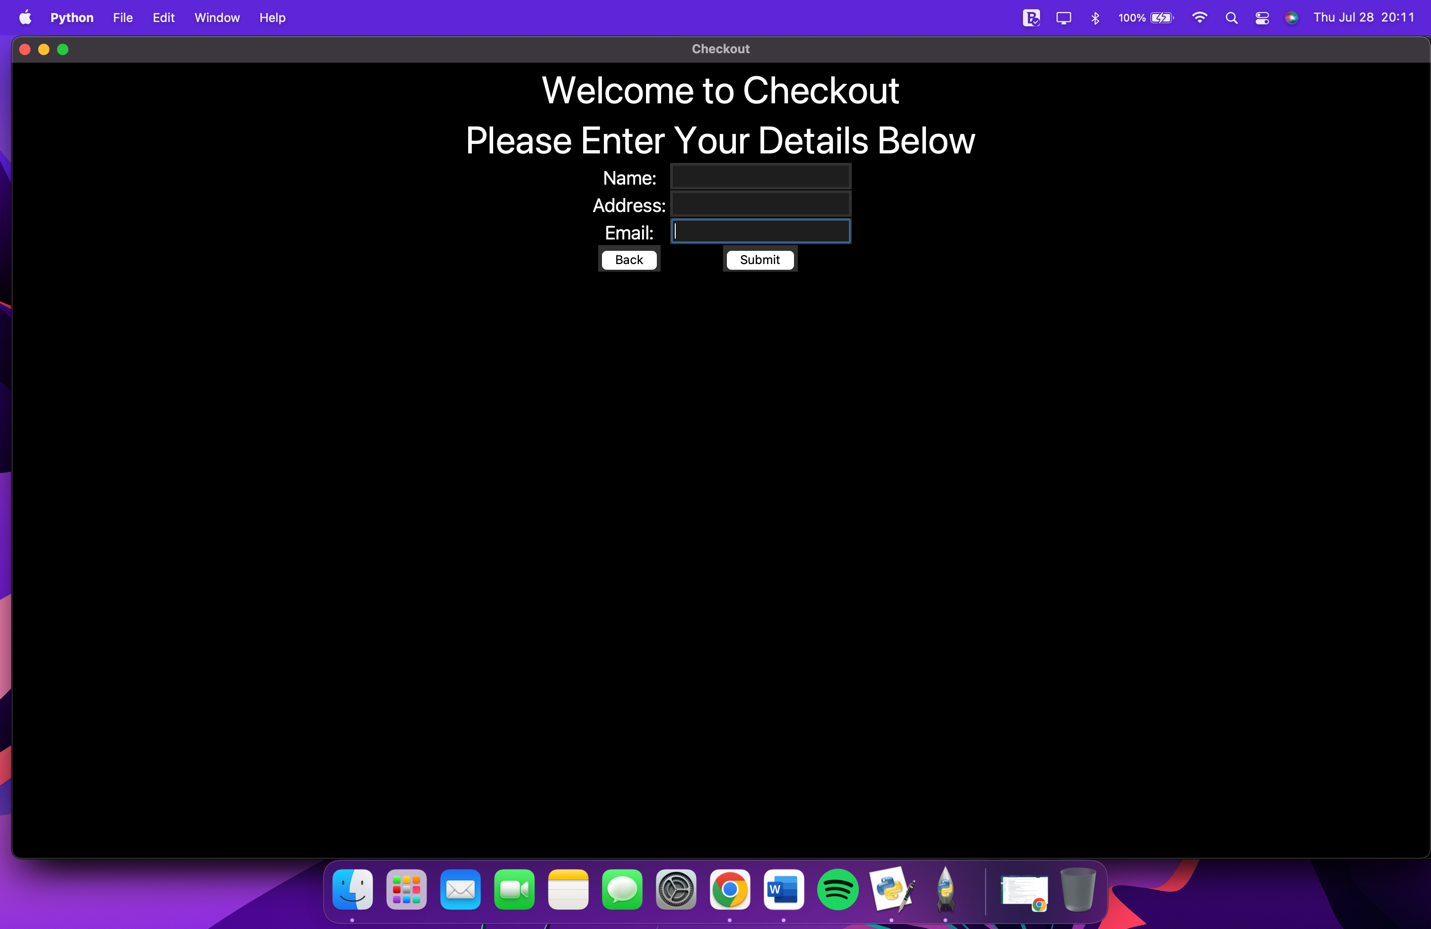 Python File Edit Window Help 100% Thu Jul 28 20:11
Checkout
Welcome to Checkout
Please Enter Your Details Below
Name:
Address:
Email:
Back Submit
W